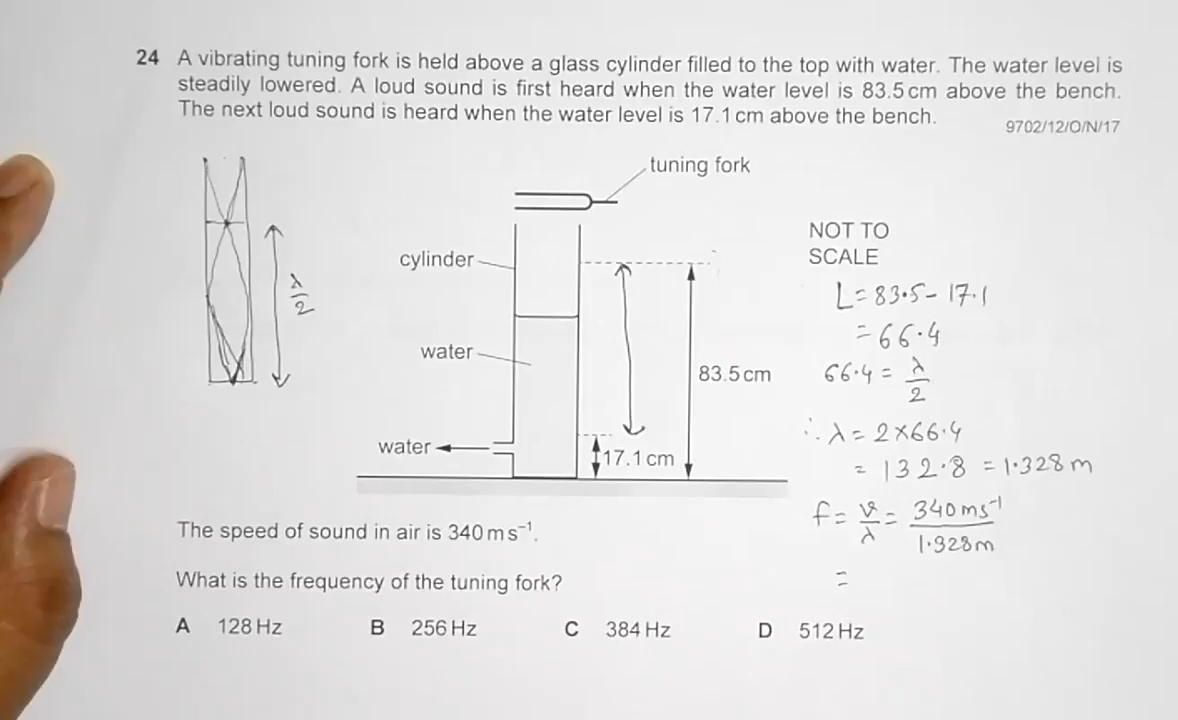 24 A vibrating tuning fork is held above a glass cylinder filled to the top with water. The water level is
steadily lowered. A loud sound is first heard when the water level is 83.5 cm above the bench.
The next loud sound is heard when the water level is 17.1 cm above the bench.
9702/12/O/N/17
tuning fork
NOT TO
SCALE
cylinder
λ/2
L = 83.5 - 17.1
= 66.4
water
83.5 cm
66.4 = λ/2
∴ λ = 2×66.4
water
17.1 cm
= 132.8 = 1.328 m
f = v/λ = 340 ms⁻¹/1.328 m
The speed of sound in air is 340 m s⁻¹.
=
What is the frequency of the tuning fork?
A 128 Hz B 256 Hz C 384 Hz D 512 Hz